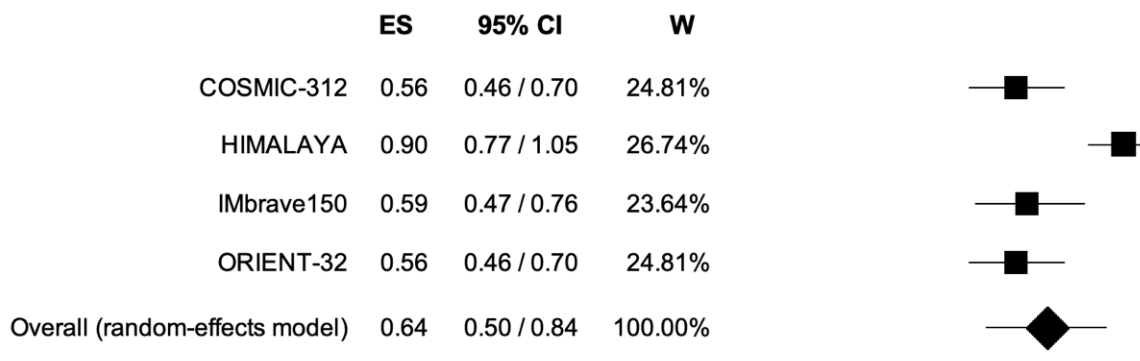 ES 95% CI W
COSMIC-312 0.56 0.46 / 0.70 24.81%
HIMALAYA 0.90 0.77 / 1.05 26.74%
IMbrave150 0.59 0.47 / 0.76 23.64%
ORIENT-32 0.56 0.46 / 0.70 24.81%
Overall (random-effects model) 0.64 0.50 / 0.84 100.00%